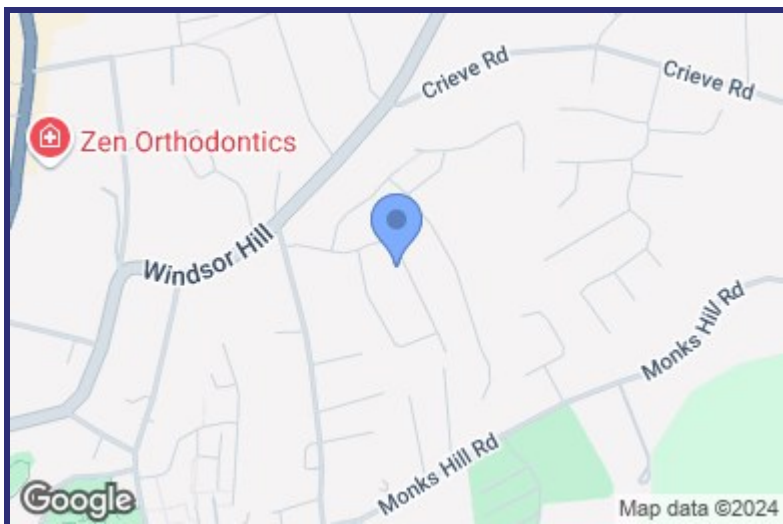 Crieve Rd
Crieve Rd
Zen Orthodontics
Windsor Hill
Monks Hill Rd
Monks Hill Rd
Google
Map data ©2024